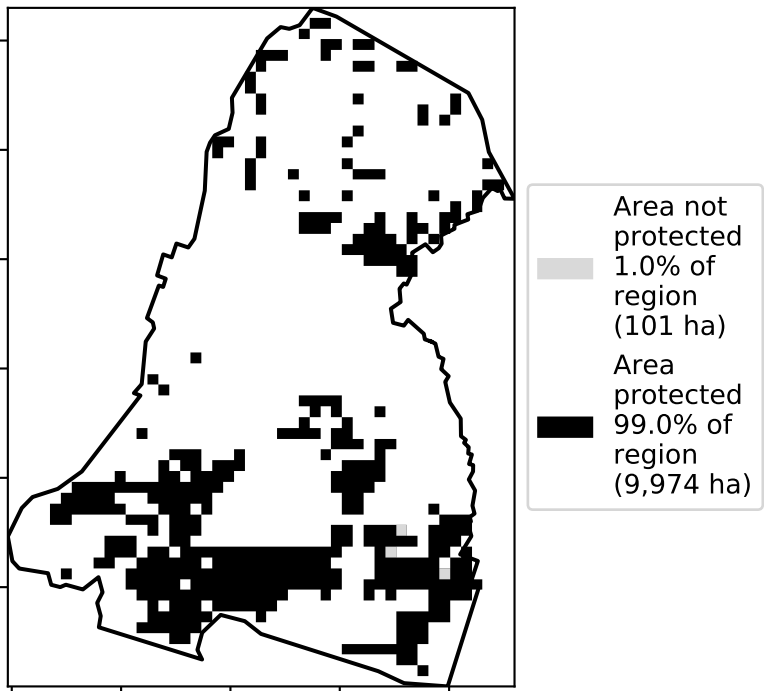 Area not
protected
1.0% of
region
(101 ha)
Area
protected
99.0% of
region
(9,974 ha)